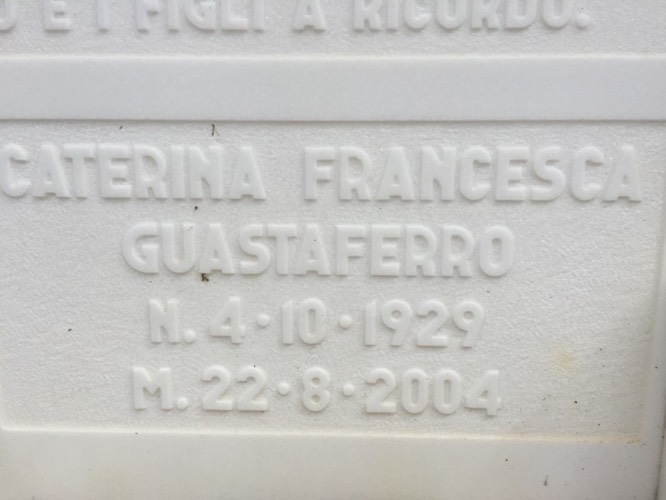 E I FIGLI A RICORDO.
CATERINA FRANCESCA
GUASTAFERRO
N. 4·10·1929
M. 22·8·2004